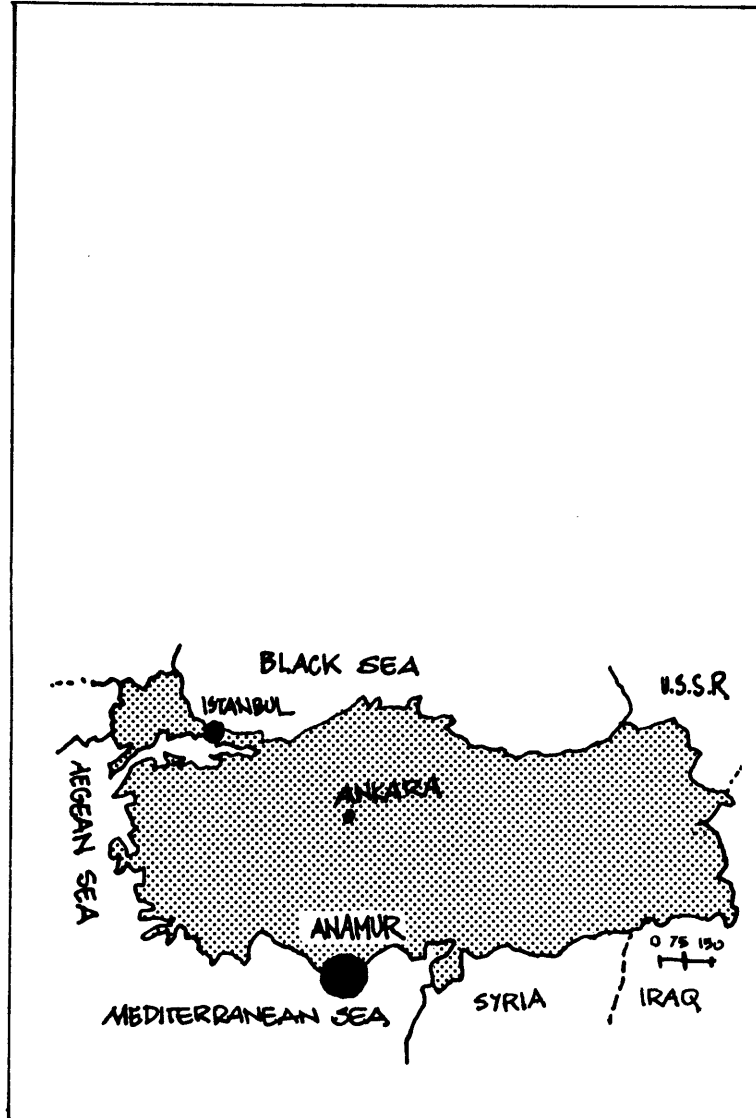 BLACK SEA
U.S.S.R
ISTANBUL
ANKARA
AEGEAN SEA
ANAMUR
0 75 150
MEDITERRANEAN SEA
SYRIA
IRAQ